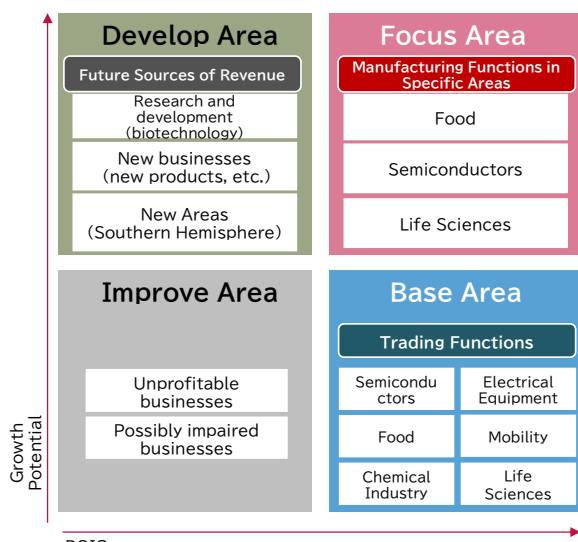 Develop Area
Future Sources of Revenue
Research and
development
(biotechnology)
New businesses
(new products, etc.)
New Areas
(Southern Hemisphere)
Focus Area
Manufacturing Functions in
Specific Areas
Food
Semiconductors
Life Sciences
Improve Area
Unprofitable
businesses
Possibly impaired
businesses
Base Area
Trading Functions
Semicondu
ctors
Electrical
Equipment
Food
Mobility
Chemical
Industry
Life
Sciences
Growth
Potential
ROIC